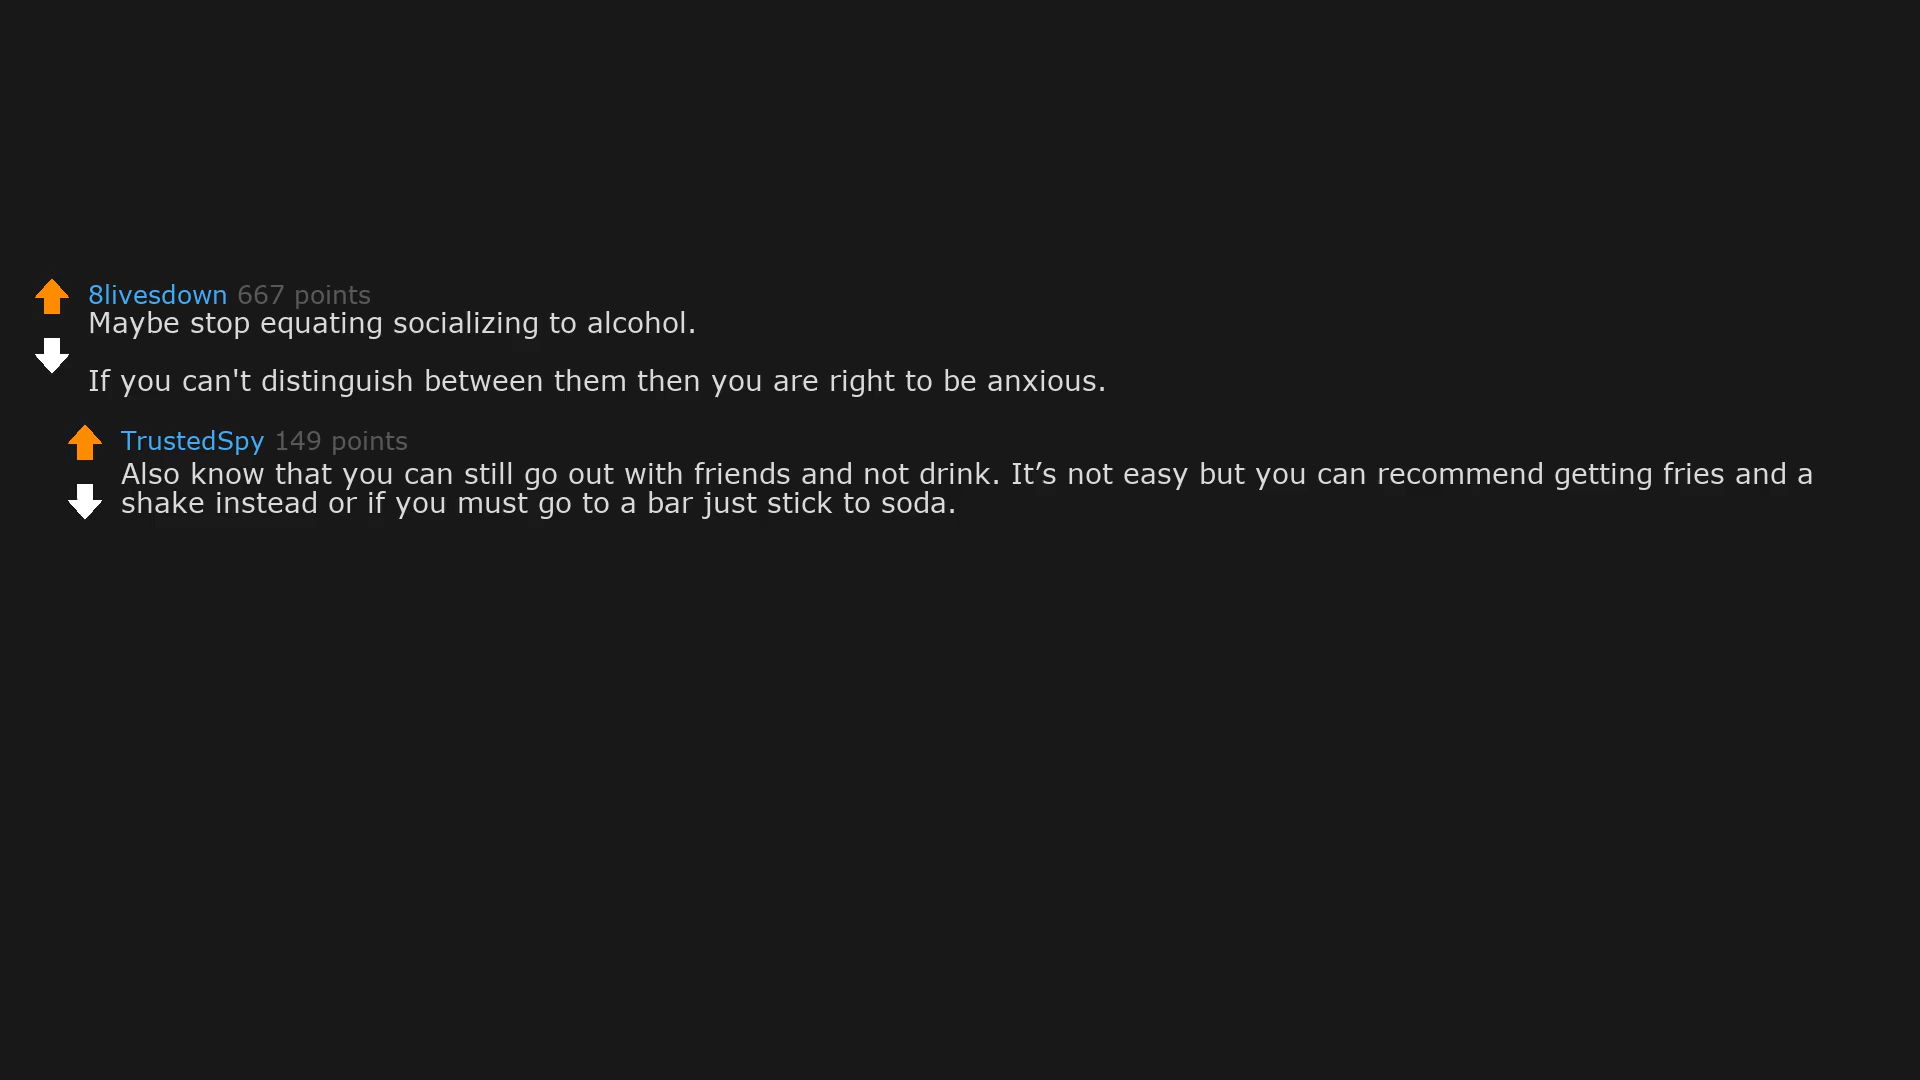 8livesdown 667 points
Maybe stop equating socializing to alcohol.
If you can't distinguish between them then you are right to be anxious.
TrustedSpy 149 points
Also know that you can still go out with friends and not drink. It’s not easy but you can recommend getting fries and a
shake instead or if you must go to a bar just stick to soda.